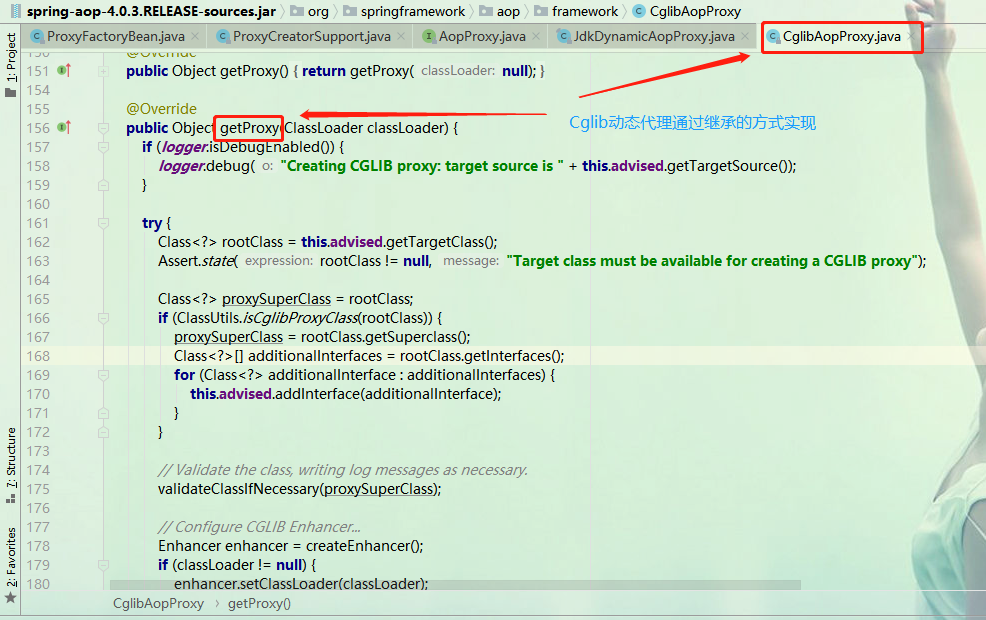 spring-aop-4.0.3.RELEASE-sources.jar org springframework aop framework CglibAopProxy
ProxyFactoryBean.java ProxyCreatorSupport.java AopProxy.java JdkDynamicAopProxy.java CglibAopProxy.java
1: Project
150 @Override
151 public Object getProxy() { return getProxy( classLoader: null); }
154
155 @Override
156 public Object getProxy(ClassLoader classLoader) {
Cglib动态代理通过继承的方式实现
157 if (logger.isDebugEnabled()) {
158 logger.debug( o: "Creating CGLIB proxy: target source is " + this.advised.getTargetSource());
159 }
160
161 try {
162 Class<?> rootClass = this.advised.getTargetClass();
163 Assert.state( expression: rootClass != null, message: "Target class must be available for creating a CGLIB proxy");
164
165 Class<?> proxySuperClass = rootClass;
166 if (ClassUtils.isCglibProxyClass(rootClass)) {
167 proxySuperClass = rootClass.getSuperclass();
168 Class<?>[] additionalInterfaces = rootClass.getInterfaces();
169 for (Class<?> additionalInterface : additionalInterfaces) {
170 this.advised.addInterface(additionalInterface);
171 }
172 }
173
174 // Validate the class, writing log messages as necessary.
175 validateClassIfNecessary(proxySuperClass);
176
177 // Configure CGLIB Enhancer...
178 Enhancer enhancer = createEnhancer();
179 if (classLoader != null) {
180 enhancer.setClassLoader(classLoader);
7: Structure
2: Favorites
CglibAopProxy › getProxy()